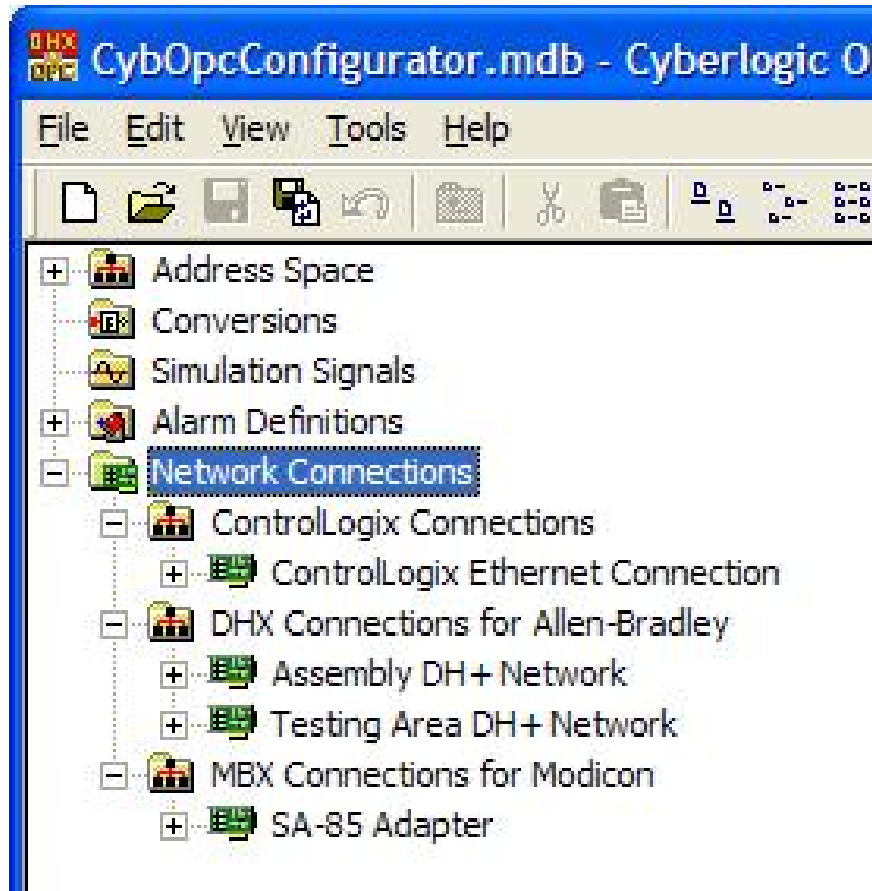 DHX
OPC
CybOpcConfigurator.mdb - Cyberlogic O
File Edit View Tools Help
Address Space
Conversions
Simulation Signals
Alarm Definitions
Network Connections
ControlLogix Connections
ControlLogix Ethernet Connection
DHX Connections for Allen-Bradley
Assembly DH+ Network
Testing Area DH+ Network
MBX Connections for Modicon
SA-85 Adapter